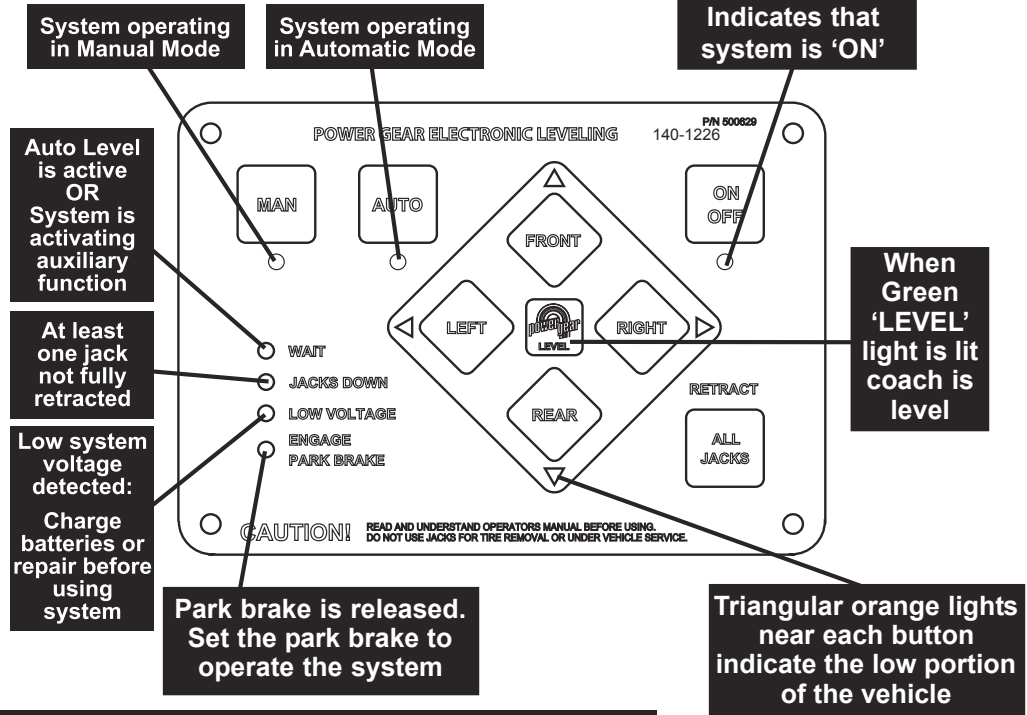 System operating
in Manual Mode
System operating
in Automatic Mode
Indicates that
system is ‘ON’
P/N 500629
POWER GEAR ELECTRONIC LEVELING
140-1226
MAN
AUTO
ON
OFF
FRONT
LEFT
RIGHT
REAR
power gear
LEVEL
Auto Level
is active
OR
System is
activating
auxiliary
function
WAIT
At least
one jack
not fully
retracted
JACKS DOWN
LOW VOLTAGE
ENGAGE
PARK BRAKE
RETRACT
ALL
JACKS
When
Green
‘LEVEL’
light is lit
coach is
level
Low system
voltage
detected:
Charge
batteries or
repair before
using
system
CAUTION!
READ AND UNDERSTAND OPERATORS MANUAL BEFORE USING.
DO NOT USE JACKS FOR TIRE REMOVAL OR UNDER VEHICLE SERVICE.
Park brake is released.
Set the park brake to
operate the system
Triangular orange lights
near each button
indicate the low portion
of the vehicle